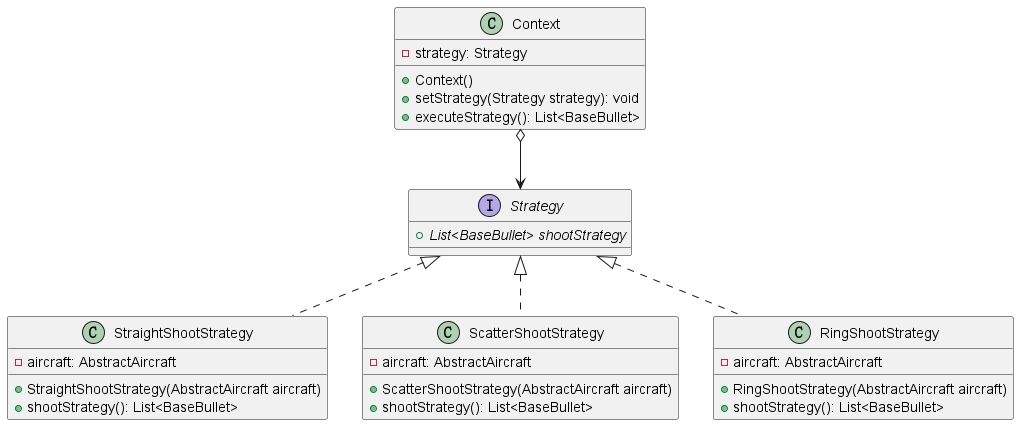 C Context
strategy: Strategy
Context()
setStrategy(Strategy strategy): void
executeStrategy(): List<BaseBullet>
I Strategy
List<BaseBullet> shootStrategy
C StraightShootStrategy
aircraft: AbstractAircraft
StraightShootStrategy(AbstractAircraft aircraft)
shootStrategy(): List<BaseBullet>
C ScatterShootStrategy
aircraft: AbstractAircraft
ScatterShootStrategy(AbstractAircraft aircraft)
shootStrategy(): List<BaseBullet>
C RingShootStrategy
aircraft: AbstractAircraft
RingShootStrategy(AbstractAircraft aircraft)
shootStrategy(): List<BaseBullet>